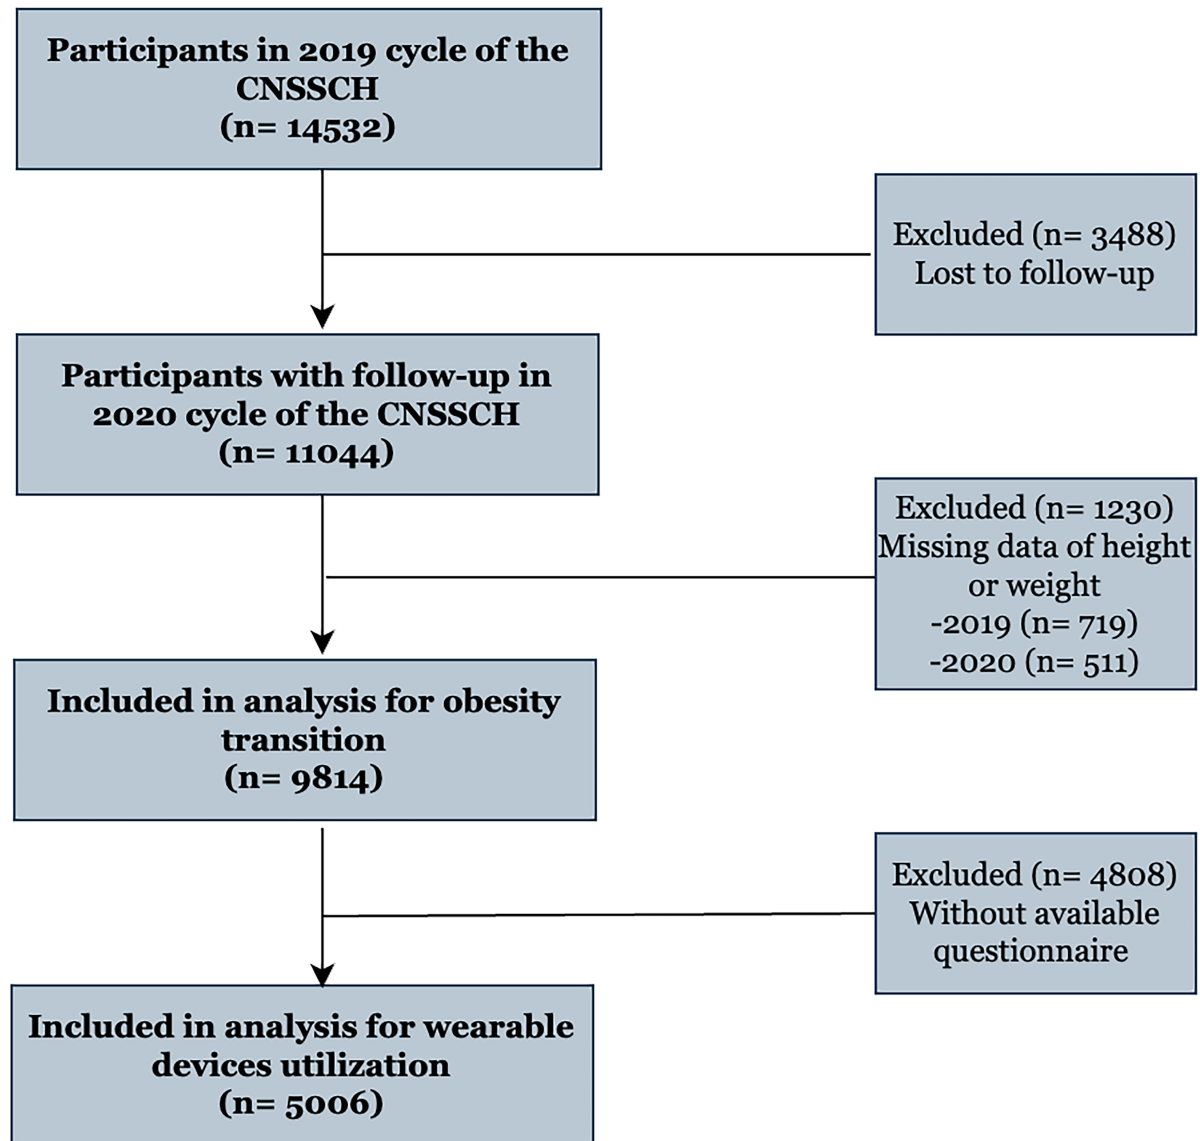 Participants in 2019 cycle of the
CNSSCH
(n= 14532)
Excluded (n= 3488)
Lost to follow-up
Participants with follow-up in
2020 cycle of the CNSSCH
(n= 11044)
Excluded (n= 1230)
Missing data of height
or weight
-2019 (n= 719)
-2020 (n= 511)
Included in analysis for obesity
transition
(n= 9814)
Excluded (n= 4808)
Without available
questionnaire
Included in analysis for wearable
devices utilization
(n= 5006)